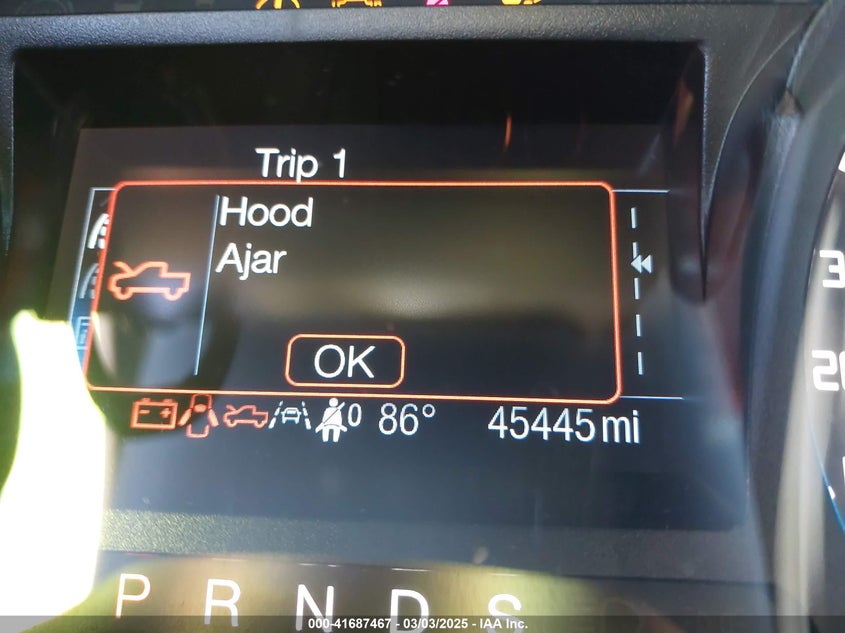 Trip 1
Hood
Ajar
OK
0 86° 45445 mi
P R N D S
000-41687467 - 03/03/2025 - IAA Inc.